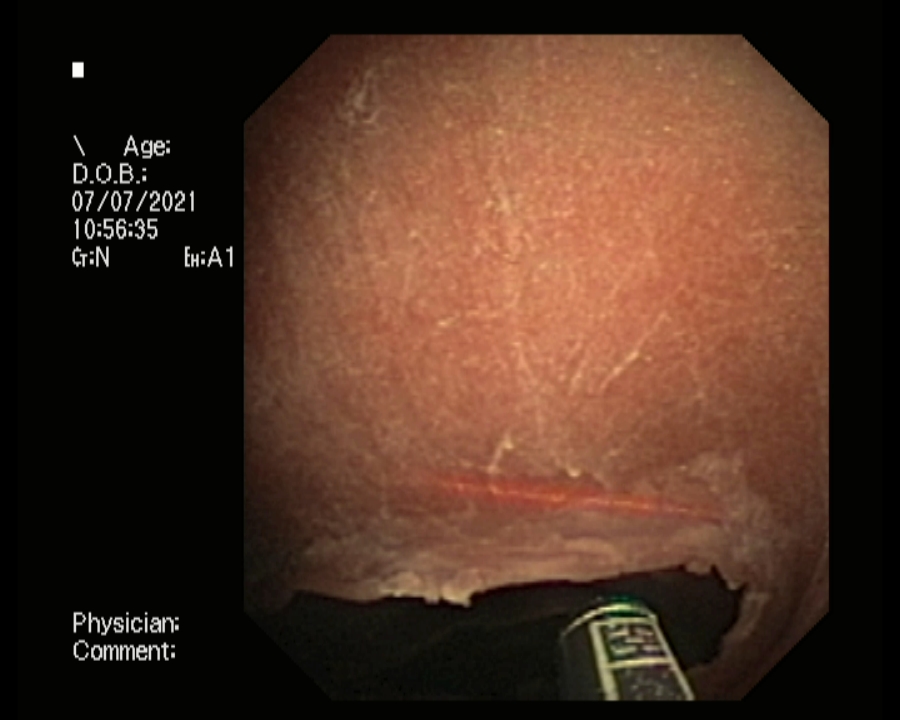 \ Age:
D.O.B.:
07/07/2021
10:56:35
Cr:N EH:A1
Physician:
Comment: